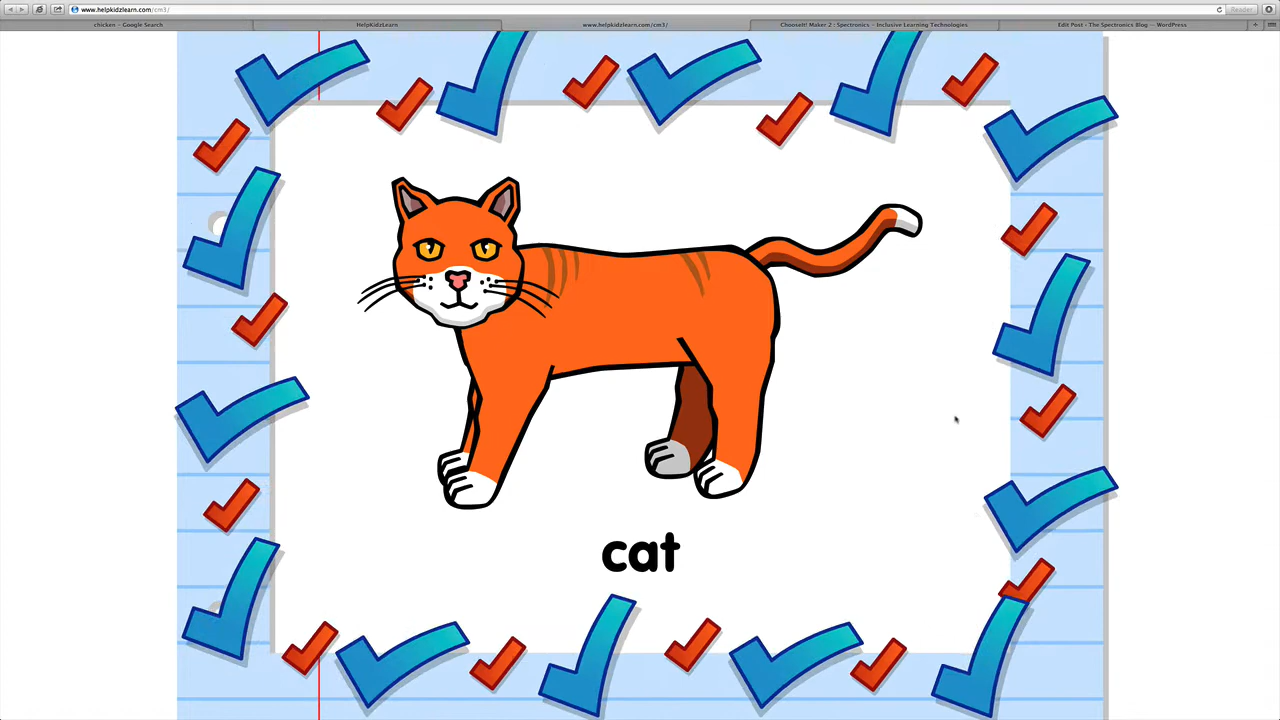 www.helpkidzlearn.com/cm3/
Reader
chicken - Google Search
HelpKidzLearn
www.helpkidzlearn.com/cm3/
ChooseIt! Maker 2 : Spectronics - Inclusive Learning Technologies
Edit Post ‹ The Spectronics Blog — WordPress
cat